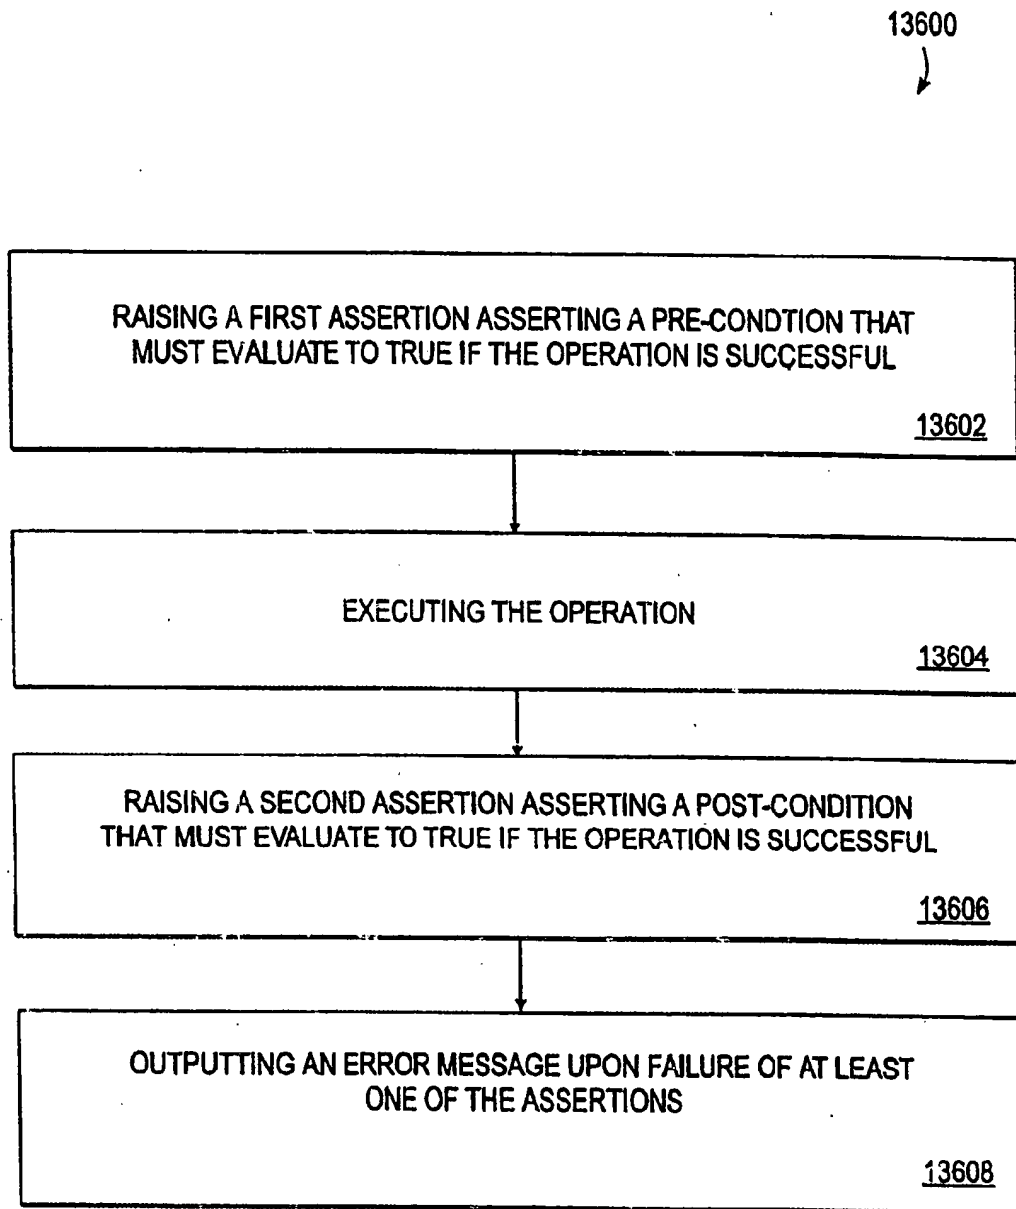 13600
RAISING A FIRST ASSERTION ASSERTING A PRE-CONDTION THAT
MUST EVALUATE TO TRUE IF THE OPERATION IS SUCCESSFUL
13602
EXECUTING THE OPERATION
13604
RAISING A SECOND ASSERTION ASSERTING A POST-CONDITION
THAT MUST EVALUATE TO TRUE IF THE OPERATION IS SUCCESSFUL
13606
OUTPUTTING AN ERROR MESSAGE UPON FAILURE OF AT LEAST
ONE OF THE ASSERTIONS
13608